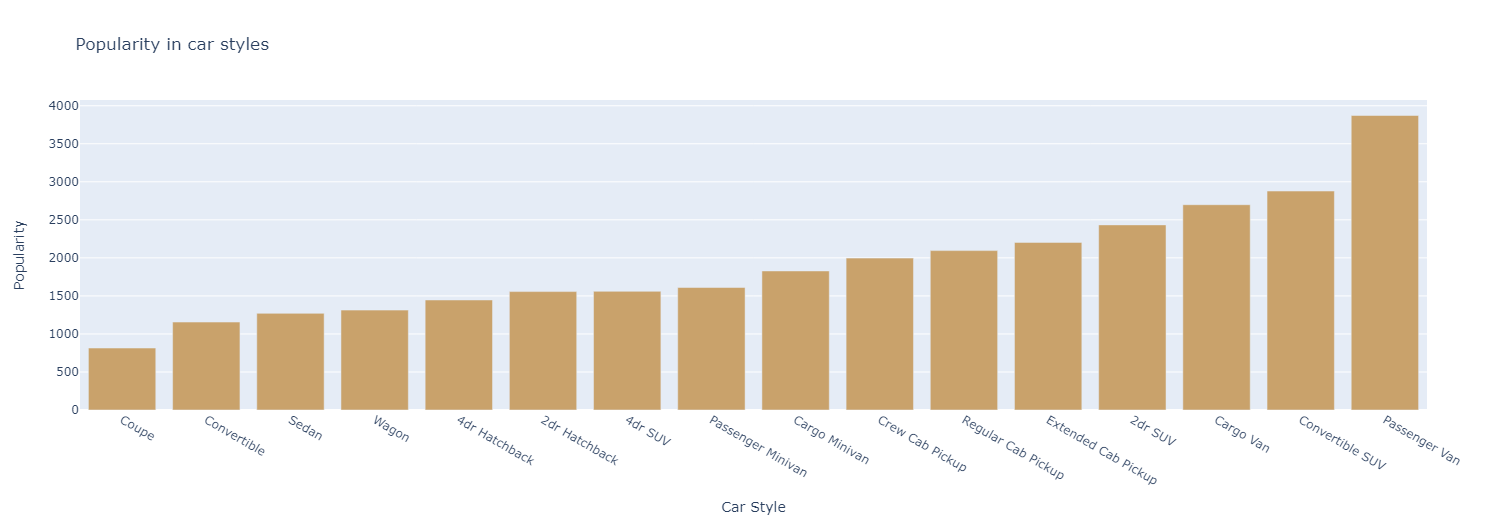 Popularity in car styles
4000
3500
3000
2500
2000
1500
1000
500
0
Popularity
Coupe
Convertible
Sedan
Wagon
4dr Hatchback
2dr Hatchback
4dr SUV
Passenger Minivan
Cargo Minivan
Crew Cab Pickup
Regular Cab Pickup
Extended Cab Pickup
2dr SUV
Cargo Van
Convertible SUV
Passenger Van
Car Style